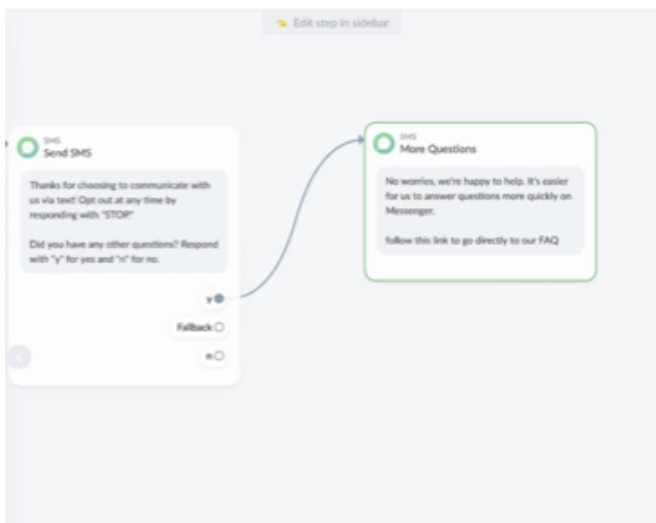 Edit step in sidebar
SMS
Send SMS
Thanks for choosing to communicate with
us via text! Opt out at any time by
responding with "STOP."
Did you have any other questions? Respond
with "y" for yes and "n" for no.
y
Fallback
n
SMS
More Questions
No worries, we're happy to help. It's easier
for us to answer questions more quickly on
Messenger.
follow this link to go directly to our FAQ